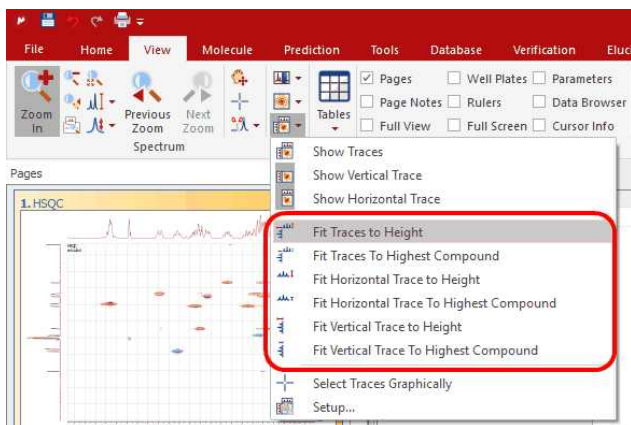 File Home View Molecule Prediction Tools Database Verification Eluc
Pages Well Plates Parameters
Page Notes Rulers Data Browser
Full View Full Screen Cursor Info
Zoom In
Previous Zoom
Next Zoom
Tables
Spectrum
Pages
1. HSQC
Show Traces
Show Vertical Trace
Show Horizontal Trace
Fit Traces to Height
Fit Traces To Highest Compound
Fit Horizontal Trace to Height
Fit Horizontal Trace To Highest Compound
Fit Vertical Trace to Height
Fit Vertical Trace To Highest Compound
Select Traces Graphically
Setup...